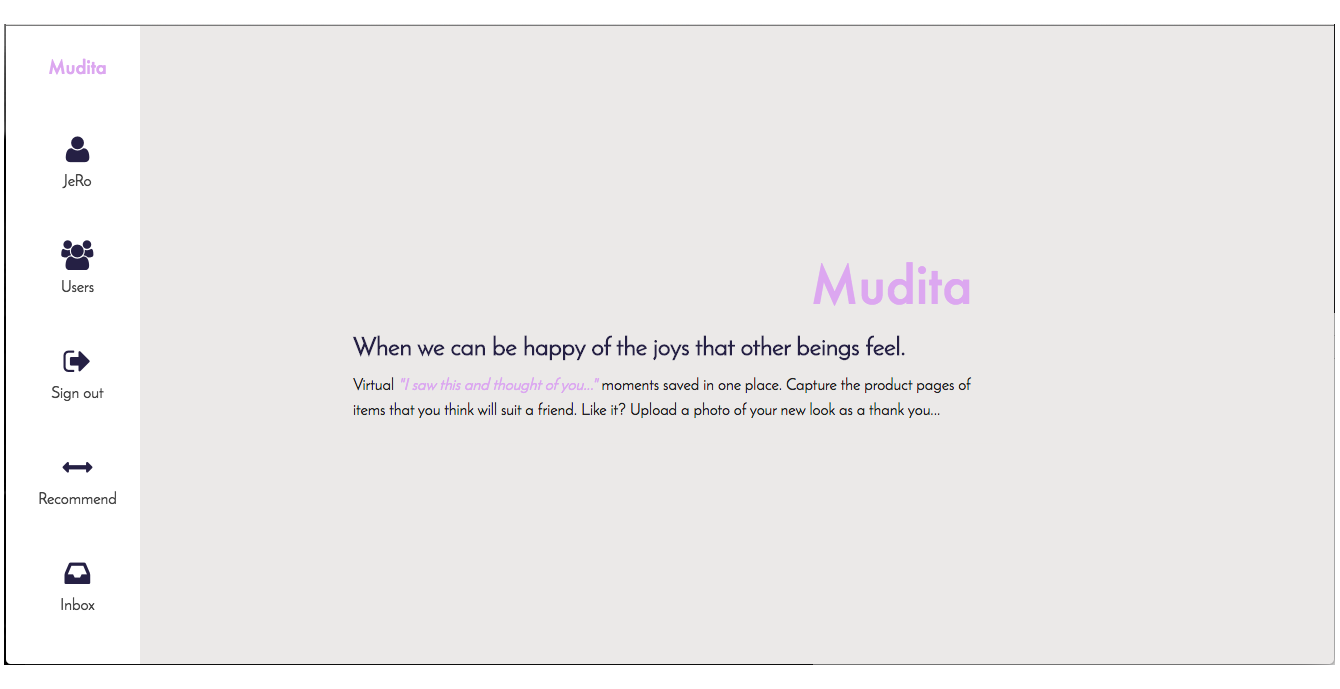 Mudita
JeRo
Users
Sign out
Recommend
Inbox
Mudita
When we can be happy of the joys that other beings feel.
Virtual "I saw this and thought of you..." moments saved in one place. Capture the product pages of
items that you think will suit a friend. Like it? Upload a photo of your new look as a thank you...